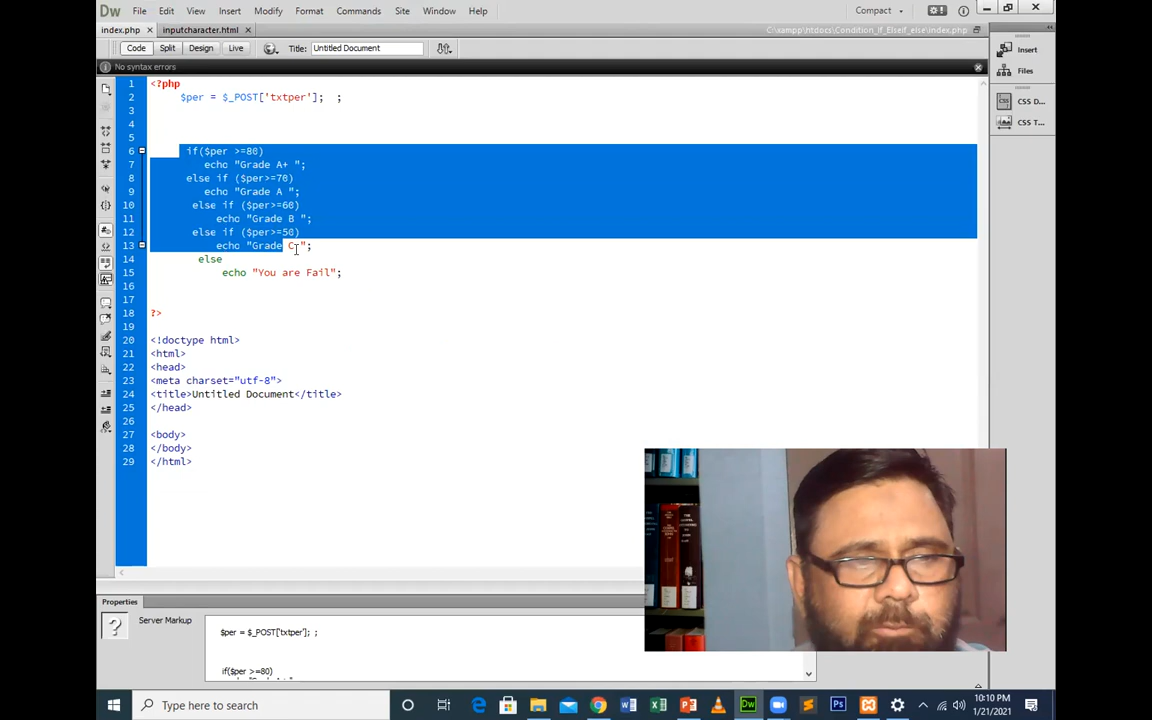 Dw File Edit View Insert Modify Format Commands Site Window Help Compact
index.php × inputcharacter.html × C:\xampp\htdocs\Condition_If_Elseif_else\index.php
Code Split Design Live Title: Untitled Document
No syntax errors
1 <?php
2 $per = $_POST['txtper']; ;
3
4
5
6 if($per >=80)
7 echo "Grade A+ ";
8 else if ($per>=70)
9 echo "Grade A ";
10 else if ($per>=60)
11 echo "Grade B ";
12 else if ($per>=50)
13 echo "Grade C ";
14 else
15 echo "You are Fail";
16
17
18 ?>
19
20 <!doctype html>
21 <html>
22 <head>
23 <meta charset="utf-8">
24 <title>Untitled Document</title>
25 </head>
26
27 <body>
28 </body>
29 </html>
Insert
Files
CSS D...
CSS T...
Properties
Server Markup
$per = $_POST['txtper']; ;
if($per >=80)
Type here to search
10:10 PM
1/21/2021